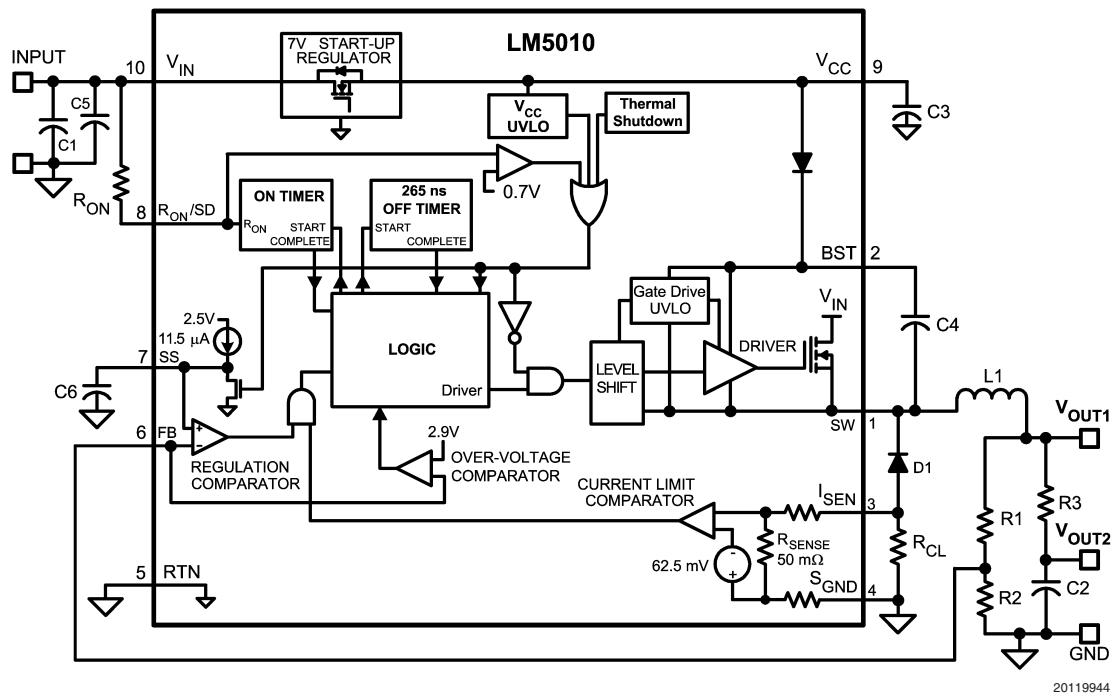 LM5010
INPUT
10
V_IN
7V START-UP
REGULATOR
V_CC
9
C5
C1
C3
V_CC
UVLO
Thermal
Shutdown
0.7V
R_ON
8
R_ON/SD
ON TIMER
R_ON
START
COMPLETE
265 ns
OFF TIMER
START
COMPLETE
BST
2
Gate Drive
UVLO
V_IN
C4
DRIVER
2.5V
11.5 µA
7
SS
C6
LOGIC
Driver
LEVEL
SHIFT
L1
V_OUT1
SW
1
6
FB
+
-
REGULATION
COMPARATOR
2.9V
OVER-VOLTAGE
COMPARATOR
D1
CURRENT LIMIT
COMPARATOR
I_SEN
3
R3
R1
V_OUT2
-
+
62.5 mV
R_SENSE
50 mΩ
R_CL
S_GND
4
5
RTN
R2
C2
GND
20119944